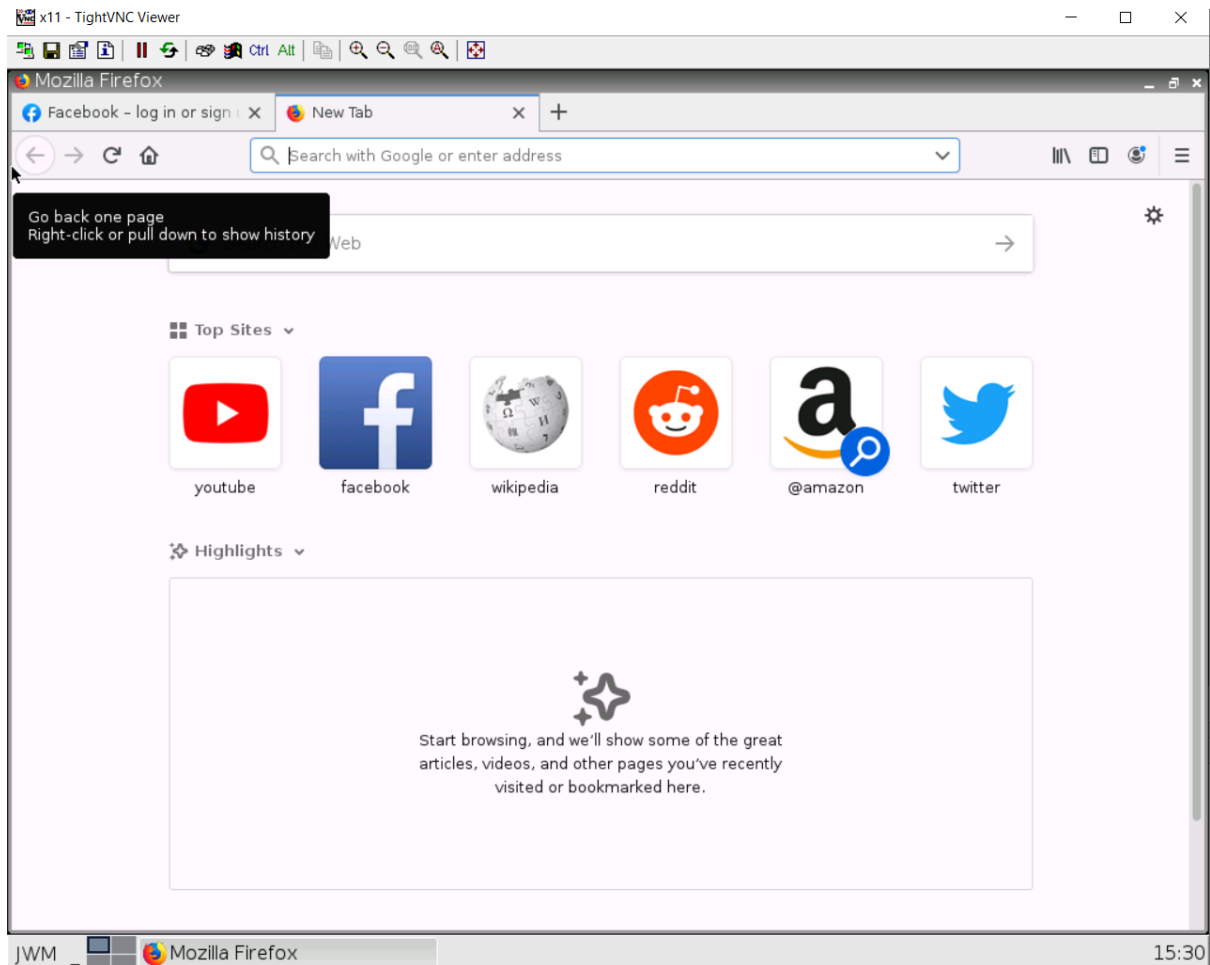 x11 - TightVNC Viewer
Ctrl Alt
Mozilla Firefox
Facebook – log in or sign
New Tab
Search with Google or enter address
Go back one page
Right-click or pull down to show history
Web
Top Sites
youtube
facebook
wikipedia
reddit
@amazon
twitter
Highlights
Start browsing, and we'll show some of the great
articles, videos, and other pages you've recently
visited or bookmarked here.
JWM
Mozilla Firefox
15:30